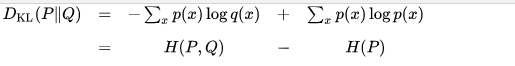 D_KL(P‖Q) = − ∑_x p(x) log q(x) + ∑_x p(x) log p(x)
= H(P, Q) − H(P)